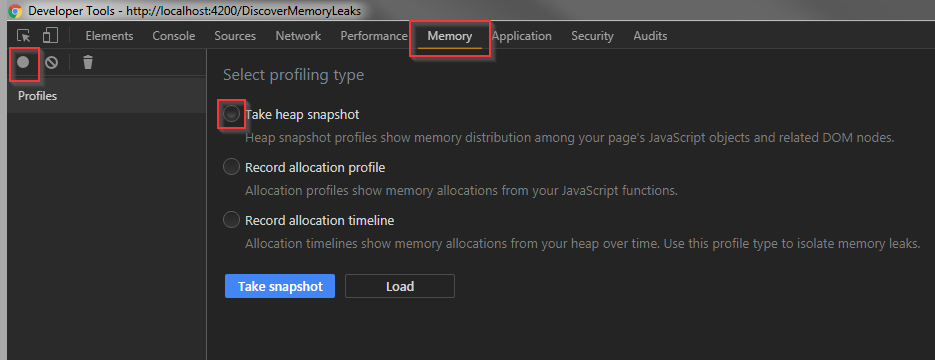 Developer Tools - http://localhost:4200/DiscoverMemoryLeaks
Elements Console Sources Network Performance Memory Application Security Audits
Profiles
Select profiling type
Take heap snapshot
Heap snapshot profiles show memory distribution among your page's JavaScript objects and related DOM nodes.
Record allocation profile
Allocation profiles show memory allocations from your JavaScript functions.
Record allocation timeline
Allocation timelines show memory allocations from your heap over time. Use this profile type to isolate memory leaks.
Take snapshot Load